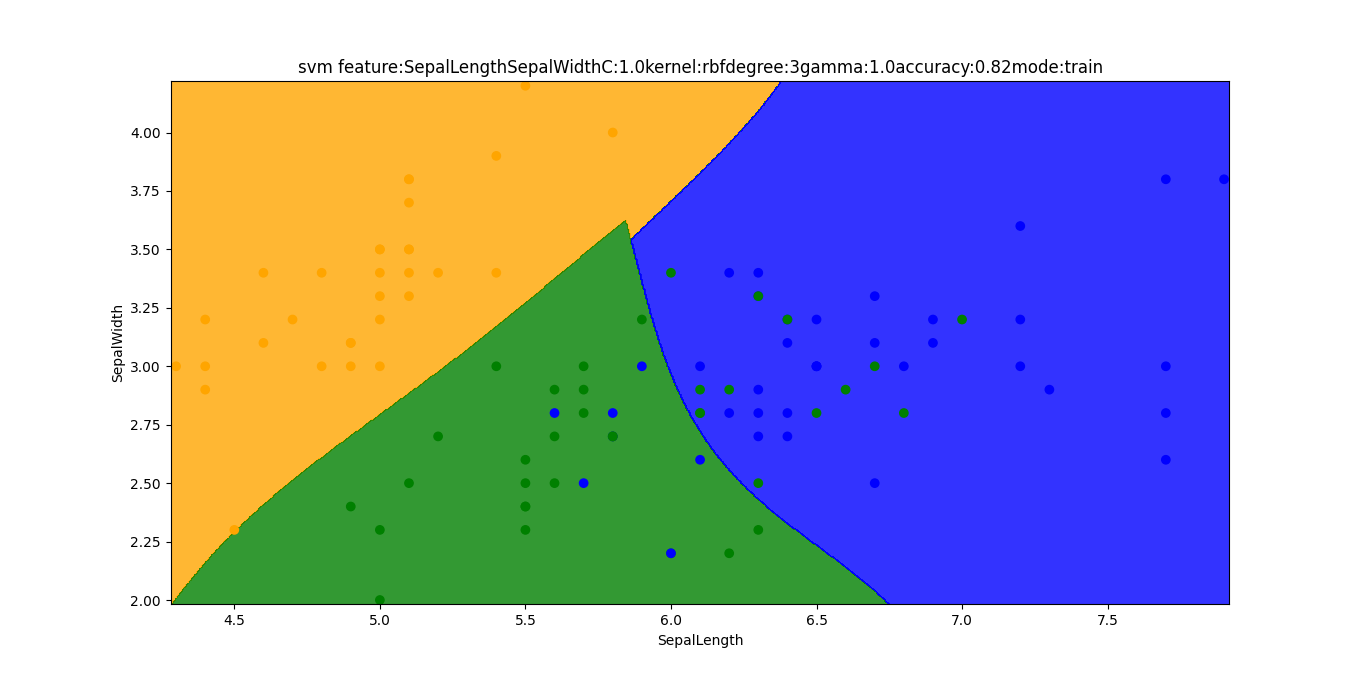 svm feature:SepalLengthSepalWidthC:1.0kernel:rbfdegree:3gamma:1.0accuracy:0.82mode:train
4.00
3.75
3.50
3.25
3.00
2.75
2.50
2.25
2.00
SepalWidth
4.5 5.0 5.5 6.0 6.5 7.0 7.5
SepalLength